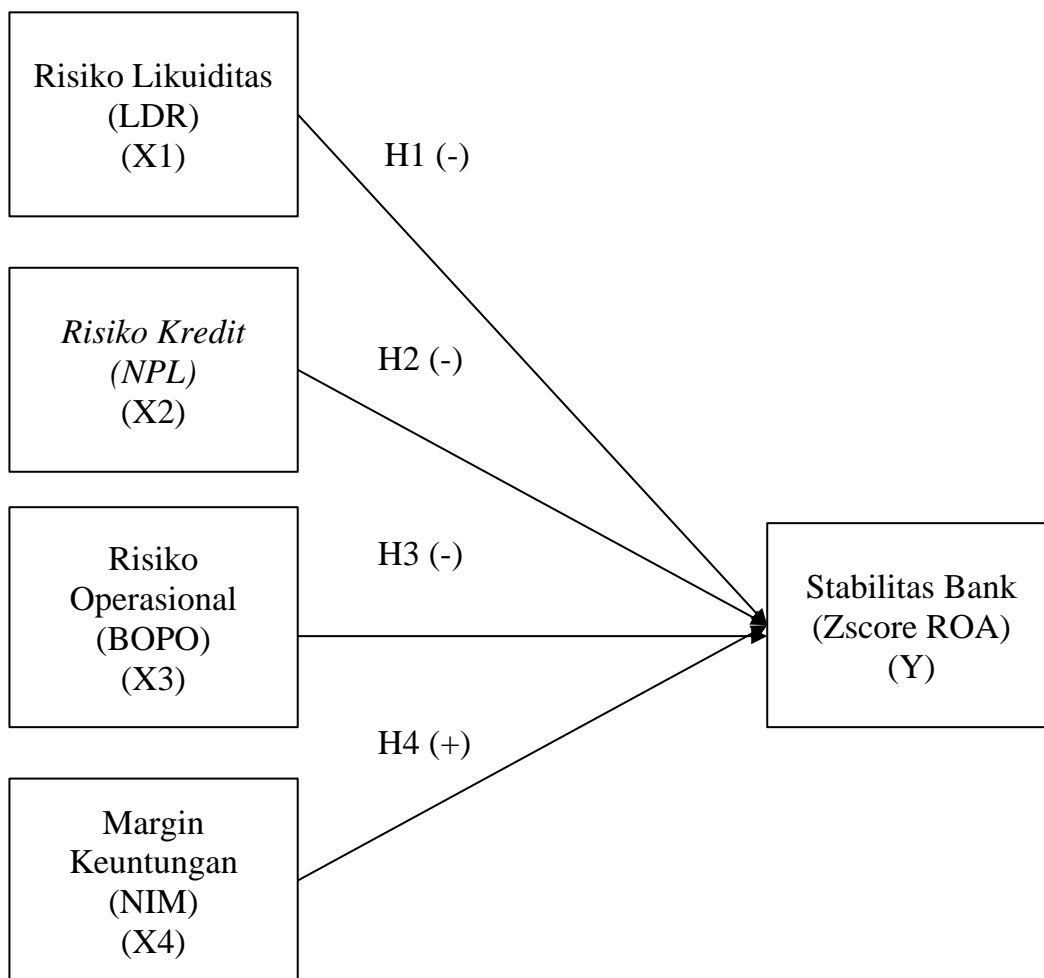 Risiko Likuiditas
(LDR)
(X1)
H1 (-)
Risiko Kredit
(NPL)
(X2)
H2 (-)
Risiko
Operasional
(BOPO)
(X3)
H3 (-)
Stabilitas Bank
(Zscore ROA)
(Y)
H4 (+)
Margin
Keuntungan
(NIM)
(X4)